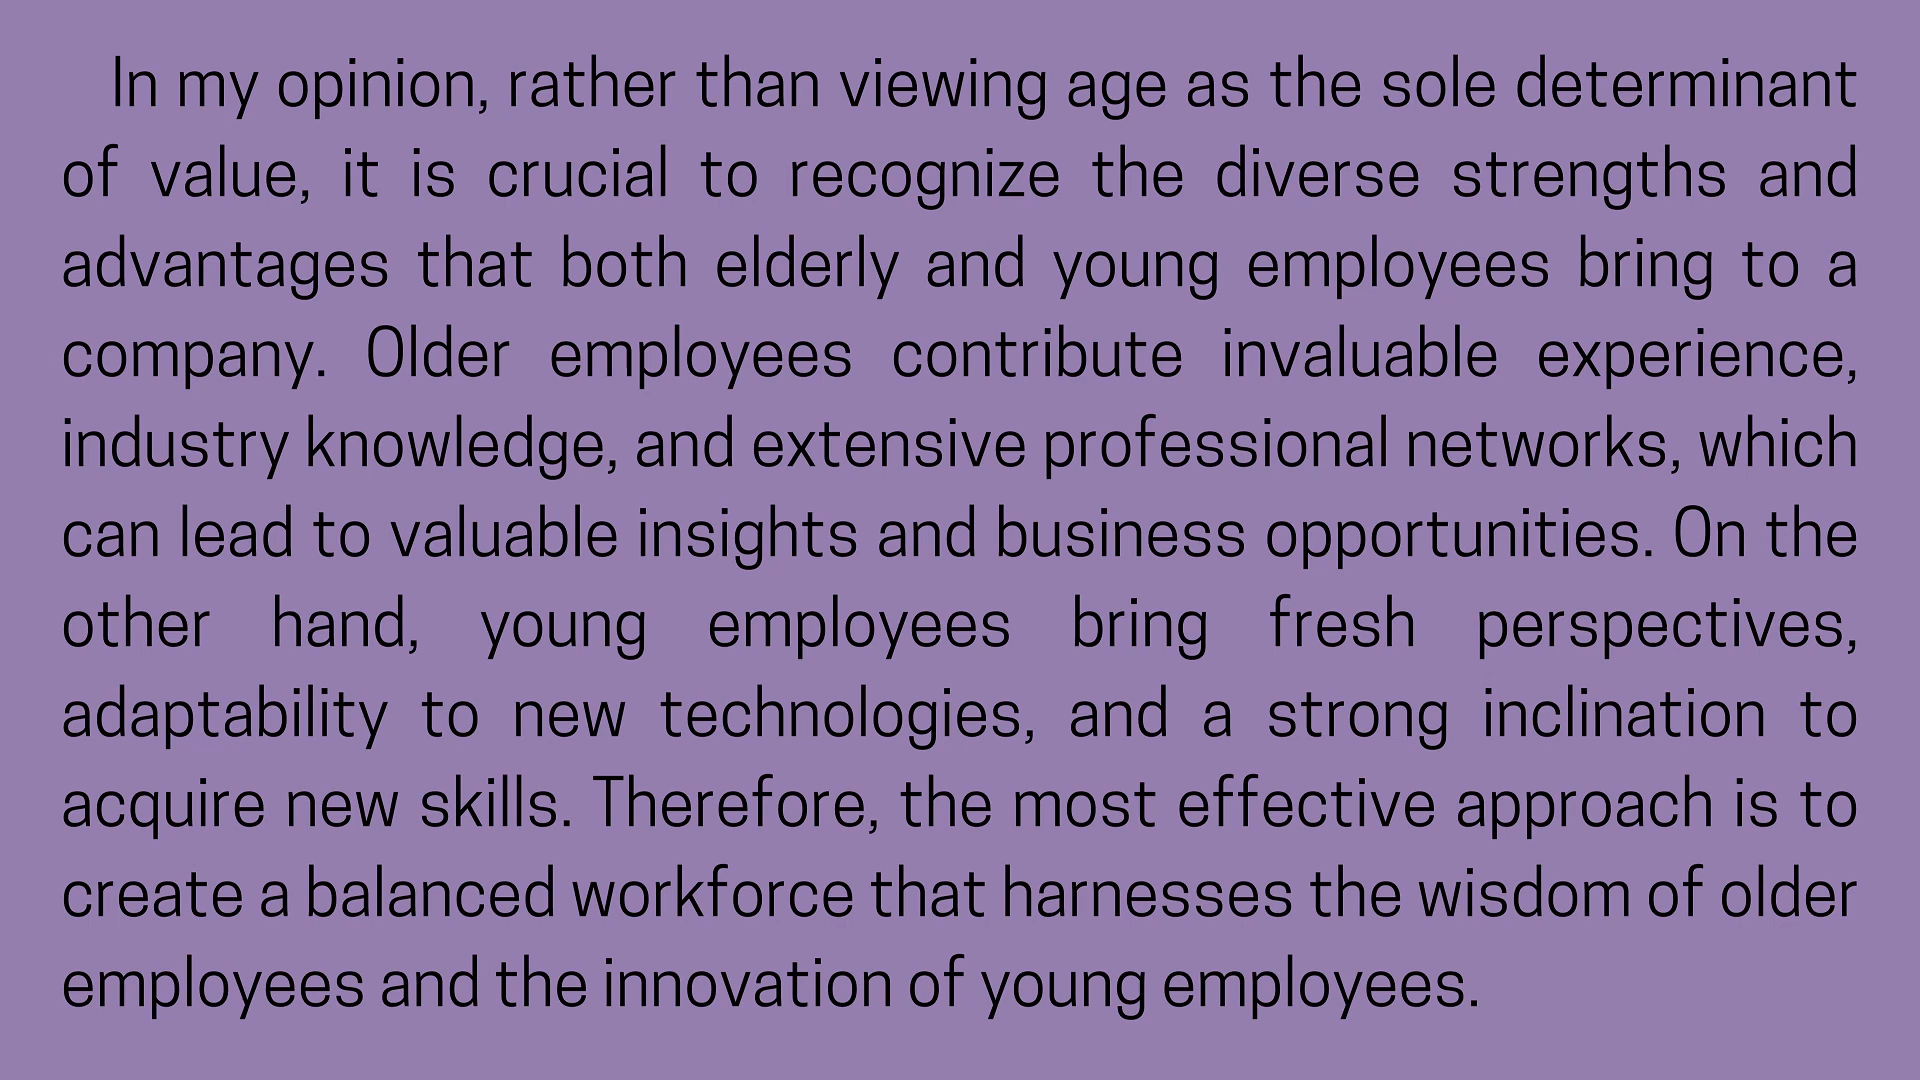 In my opinion, rather than viewing age as the sole determinant
of value, it is crucial to recognize the diverse strengths and
advantages that both elderly and young employees bring to a
company. Older employees contribute invaluable experience,
industry knowledge, and extensive professional networks, which
can lead to valuable insights and business opportunities. On the
other hand, young employees bring fresh perspectives,
adaptability to new technologies, and a strong inclination to
acquire new skills. Therefore, the most effective approach is to
create a balanced workforce that harnesses the wisdom of older
employees and the innovation of young employees.